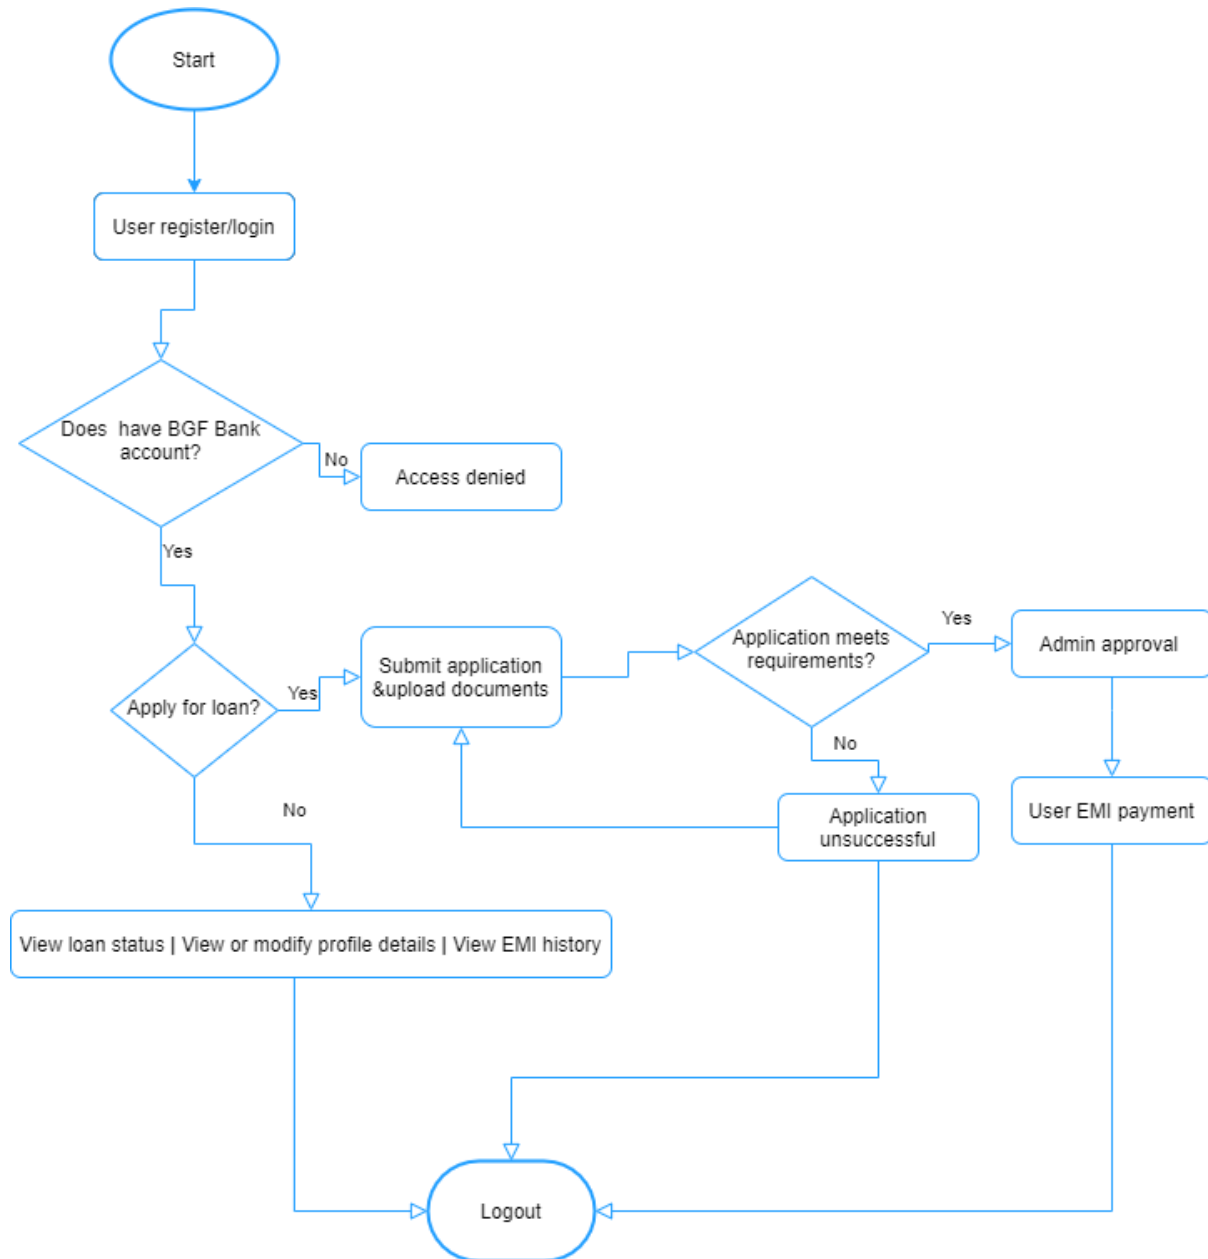 Start
User register/login
Does  have BGF Bank
account?
No
Access denied
Yes
Apply for loan?
Yes
Submit application
&upload documents
Application meets
requirements?
Yes
Admin approval
No
Application
unsuccessful
User EMI payment
No
View loan status | View or modify profile details | View EMI history
Logout